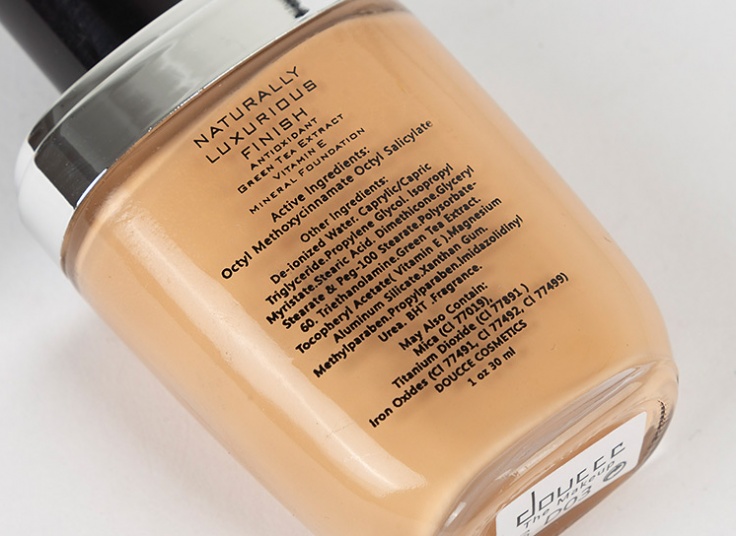 NATURALLY
LUXURIOUS
FINISH
ANTIOXIDANT
GREEN TEA EXTRACT
VITAMIN E
MINERAL FOUNDATION
Active Ingredients:
Octyl Methoxycinnamate Octyl Salicylate
Other Ingredients:
De-ionized Water. Caprylic/Capric
Triglyceride.Propylene Glycol. Isopropyl
Myristate.Stearic Acid. Dimethicone.Glyceryl
Stearate & Peg-100 Stearate.Polysorbate-
60. Triethanolamine.Green Tea Extract.
Tocopheryl Acetate( Vitamin E ).Magnesium
Aluminum Silicate.Xanthan Gum.
Methylparaben.Propylparaben.Imidazolidinyl
Urea. BHT. Fregrance.
May Also Contain:
Mica (CI 77019),
Titanium Dioxide (CI 77891,)
Iron Oxides (CI 77491, CI 77492, CI 77499)
DOUCCE COSMETICS
1 oz 30 ml
doucce
The Makeup
D03